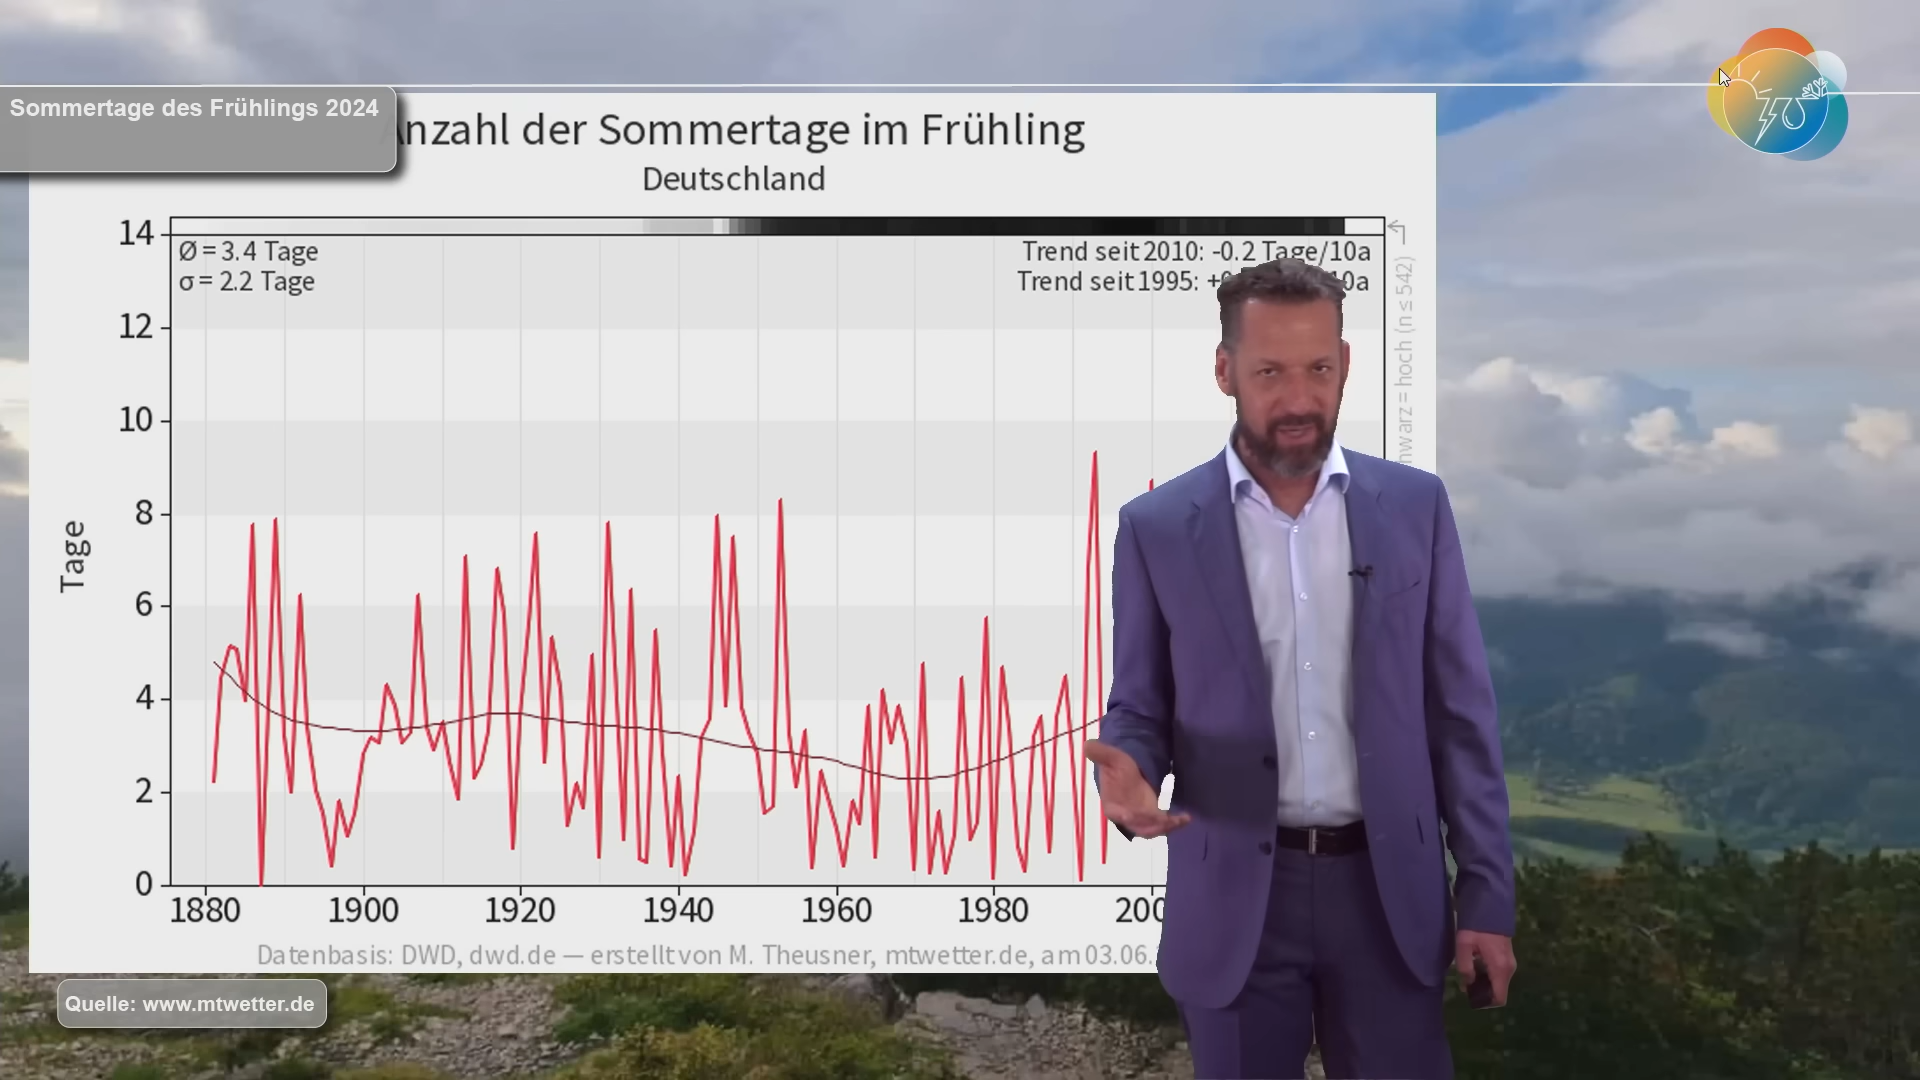 Sommertage des Frühlings 2024
Anzahl der Sommertage im Frühling
Deutschland
14
12
10
8
6
4
2
0
Tage
Ø = 3.4 Tage
σ = 2.2 Tage
Trend seit 2010: -0.2 Tage/10a
Trend seit 1995:
= hoch (n ≤ 542)
1880 1900 1920 1940 1960 1980
Datenbasis: DWD, dwd.de — erstellt von M. Theusner, mtwetter.de, am 03.06.
Quelle: www.mtwetter.de